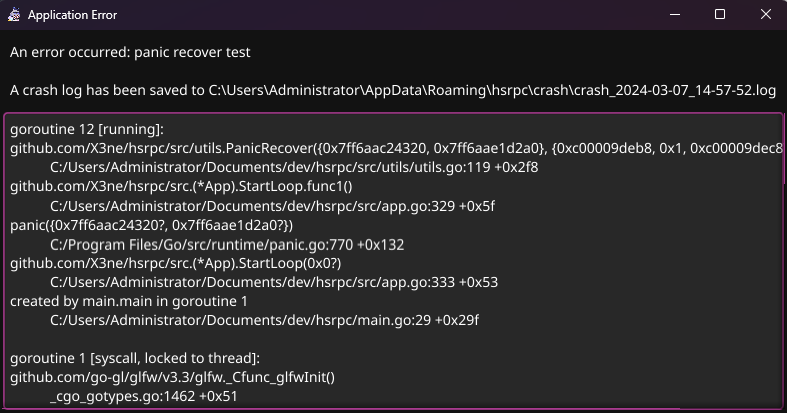 Application Error
An error occurred: panic recover test
A crash log has been saved to C:\Users\Administrator\AppData\Roaming\hsrpc\crash\crash_2024-03-07_14-57-52.log
goroutine 12 [running]:
github.com/X3ne/hsrpc/src/utils.PanicRecover({0x7ff6aac24320, 0x7ff6aae1d2a0}, {0xc00009deb8, 0x1, 0xc00009dec8
C:/Users/Administrator/Documents/dev/hsrpc/src/utils/utils.go:119 +0x2f8
github.com/X3ne/hsrpc/src.(*App).StartLoop.func1()
C:/Users/Administrator/Documents/dev/hsrpc/src/app.go:329 +0x5f
panic({0x7ff6aac24320?, 0x7ff6aae1d2a0?})
C:/Program Files/Go/src/runtime/panic.go:770 +0x132
github.com/X3ne/hsrpc/src.(*App).StartLoop(0x0?)
C:/Users/Administrator/Documents/dev/hsrpc/src/app.go:333 +0x53
created by main.main in goroutine 1
C:/Users/Administrator/Documents/dev/hsrpc/main.go:29 +0x29f
goroutine 1 [syscall, locked to thread]:
github.com/go-gl/glfw/v3.3/glfw._Cfunc_glfwInit()
_cgo_gotypes.go:1462 +0x51